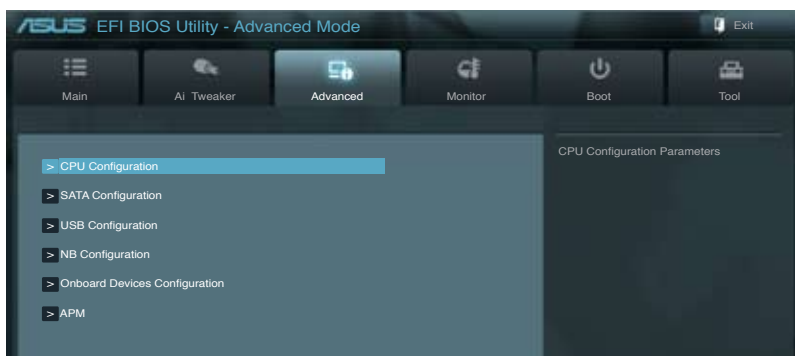 ASUS EFI BIOS Utility - Advanced Mode
Exit
Main
Ai Tweaker
Advanced
Monitor
Boot
Tool
> CPU Configuration
> SATA Configuration
> USB Configuration
> NB Configuration
> Onboard Devices Configuration
> APM
CPU Configuration Parameters